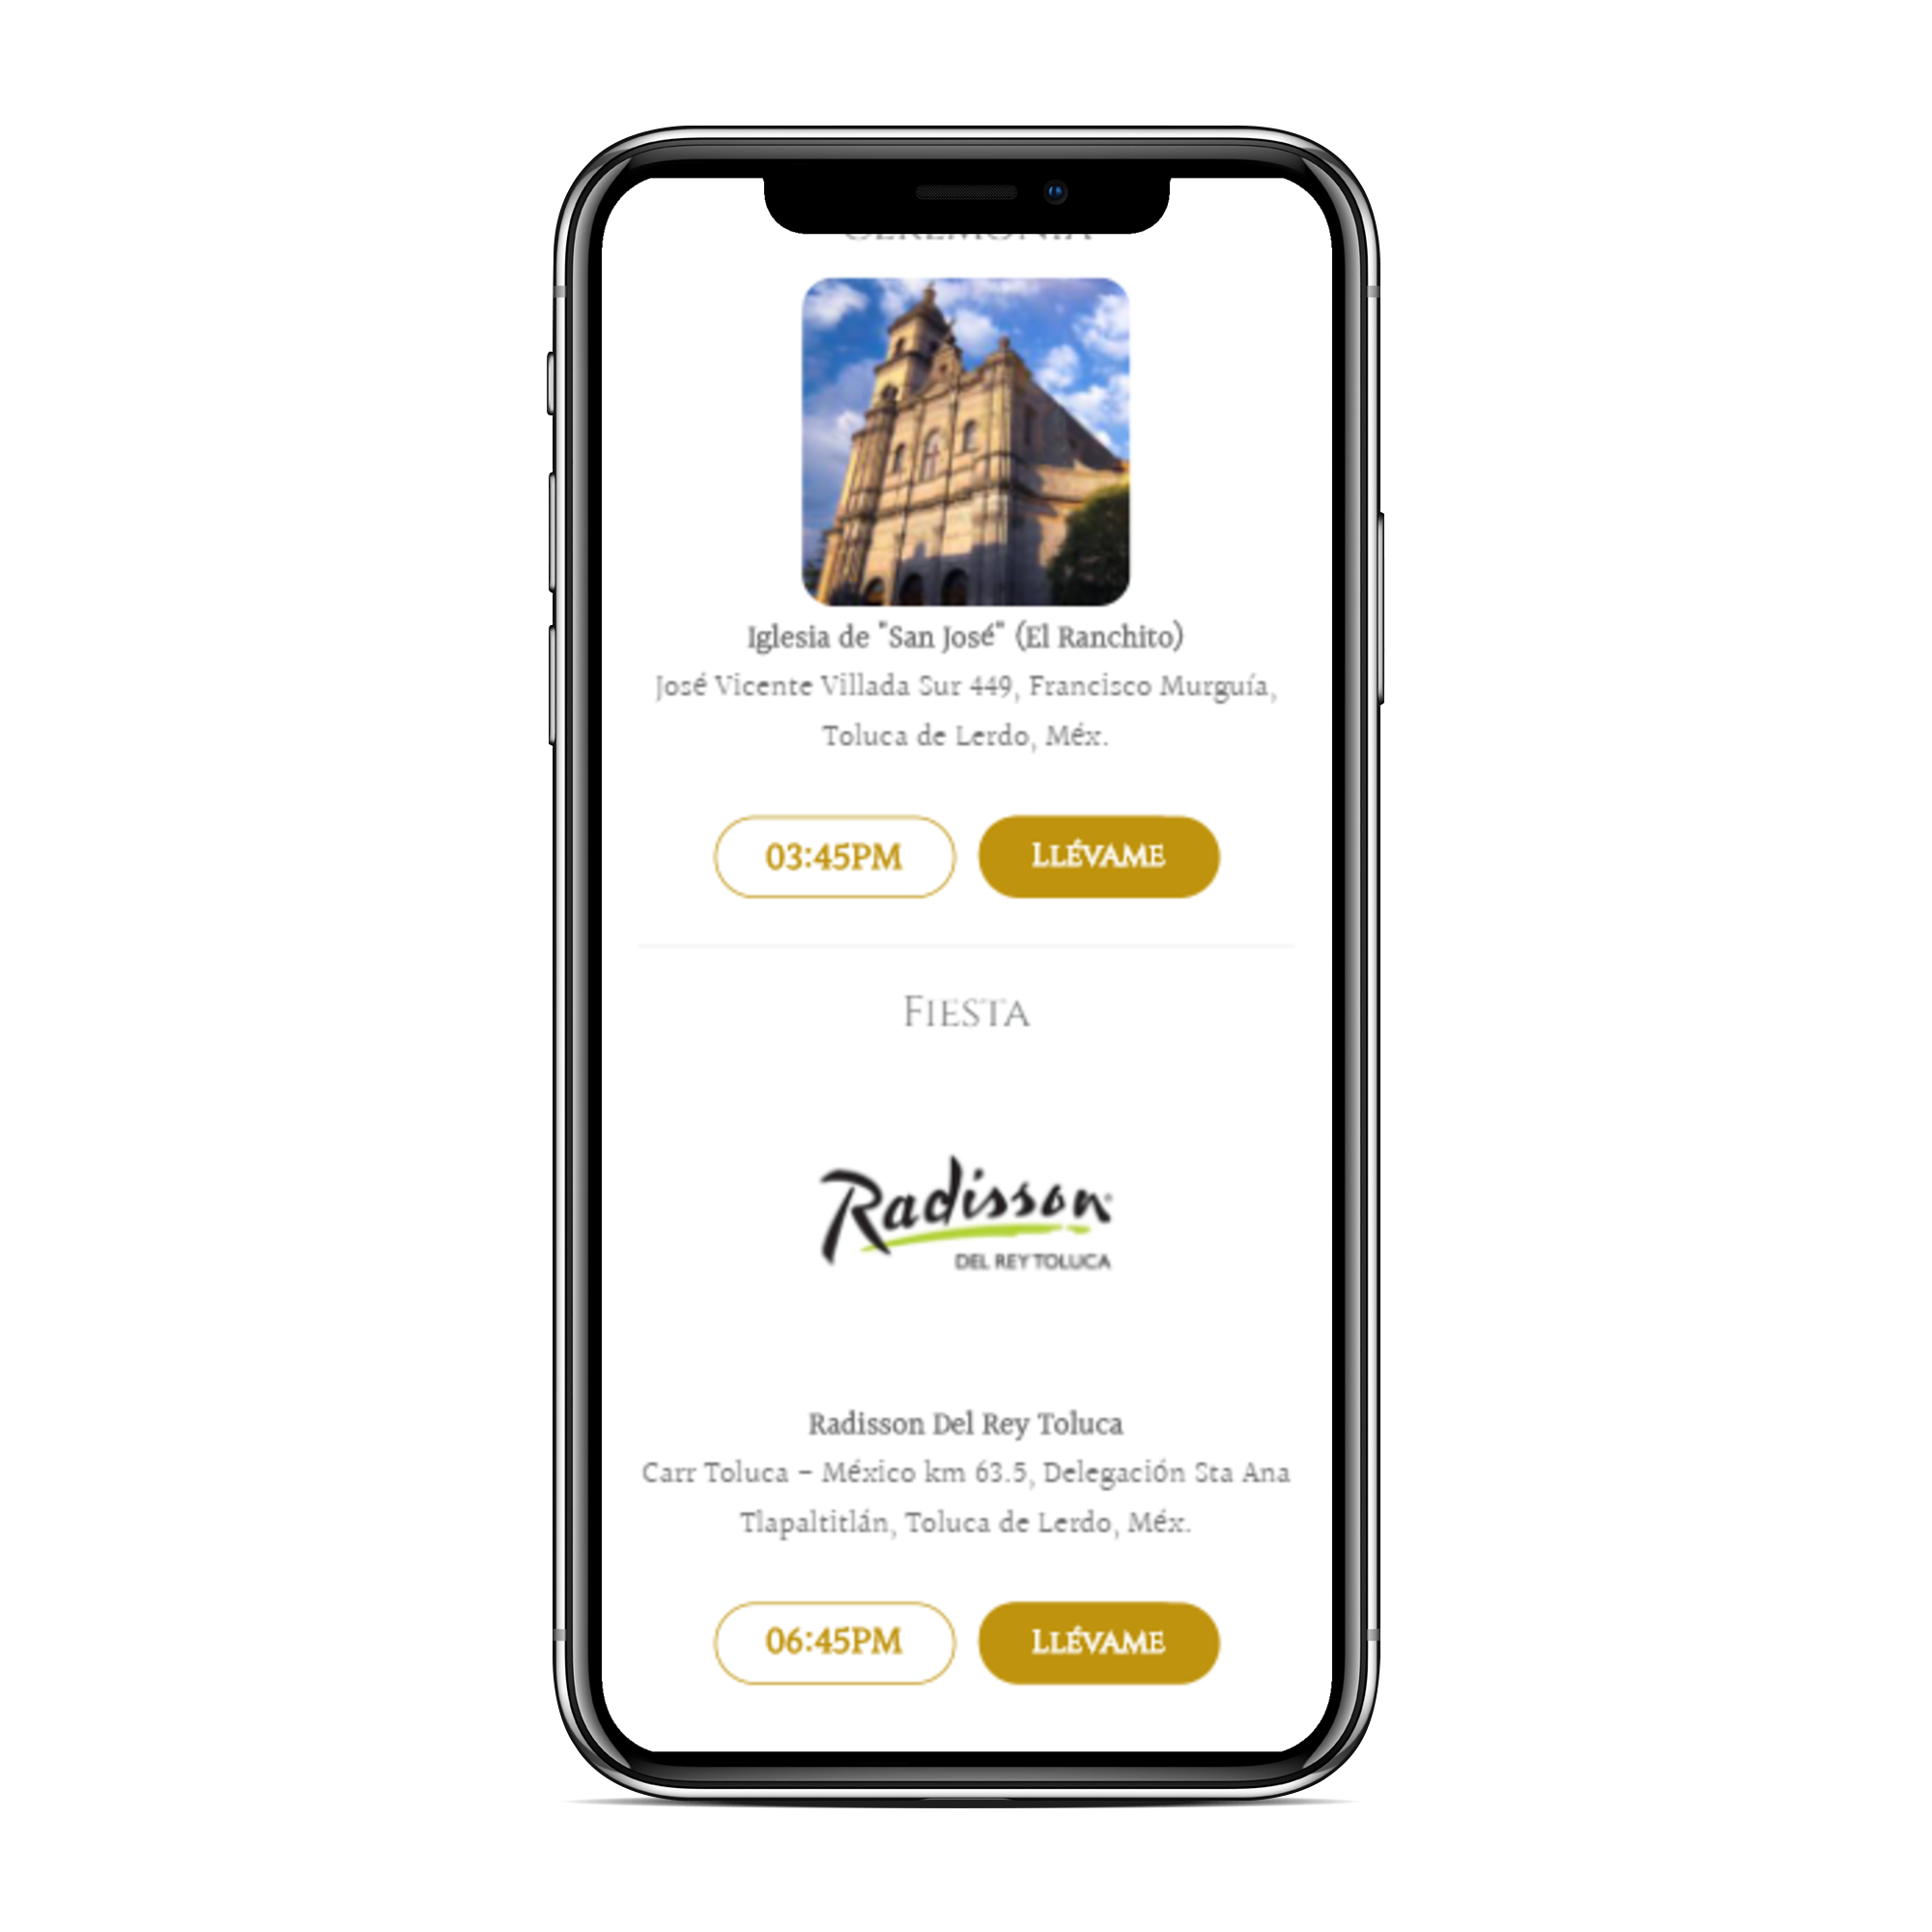 CEREMONIA
Iglesia de "San José" (El Ranchito)
José Vicente Villada Sur 449, Francisco Murguía,
Toluca de Lerdo, Méx.
03:45PM LLÉVAME
FIESTA
Radisson
DEL REY TOLUCA
Radisson Del Rey Toluca
Carr Toluca – México km 63.5, Delegación Sta Ana
Tlapaltitlán, Toluca de Lerdo, Méx.
06:45PM LLÉVAME